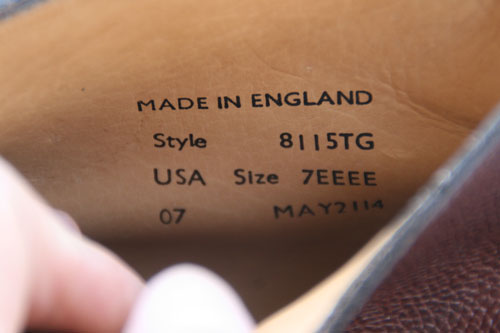 MADE IN ENGLAND
Style 8115TG
USA Size 7EEEE
07 MAY2114